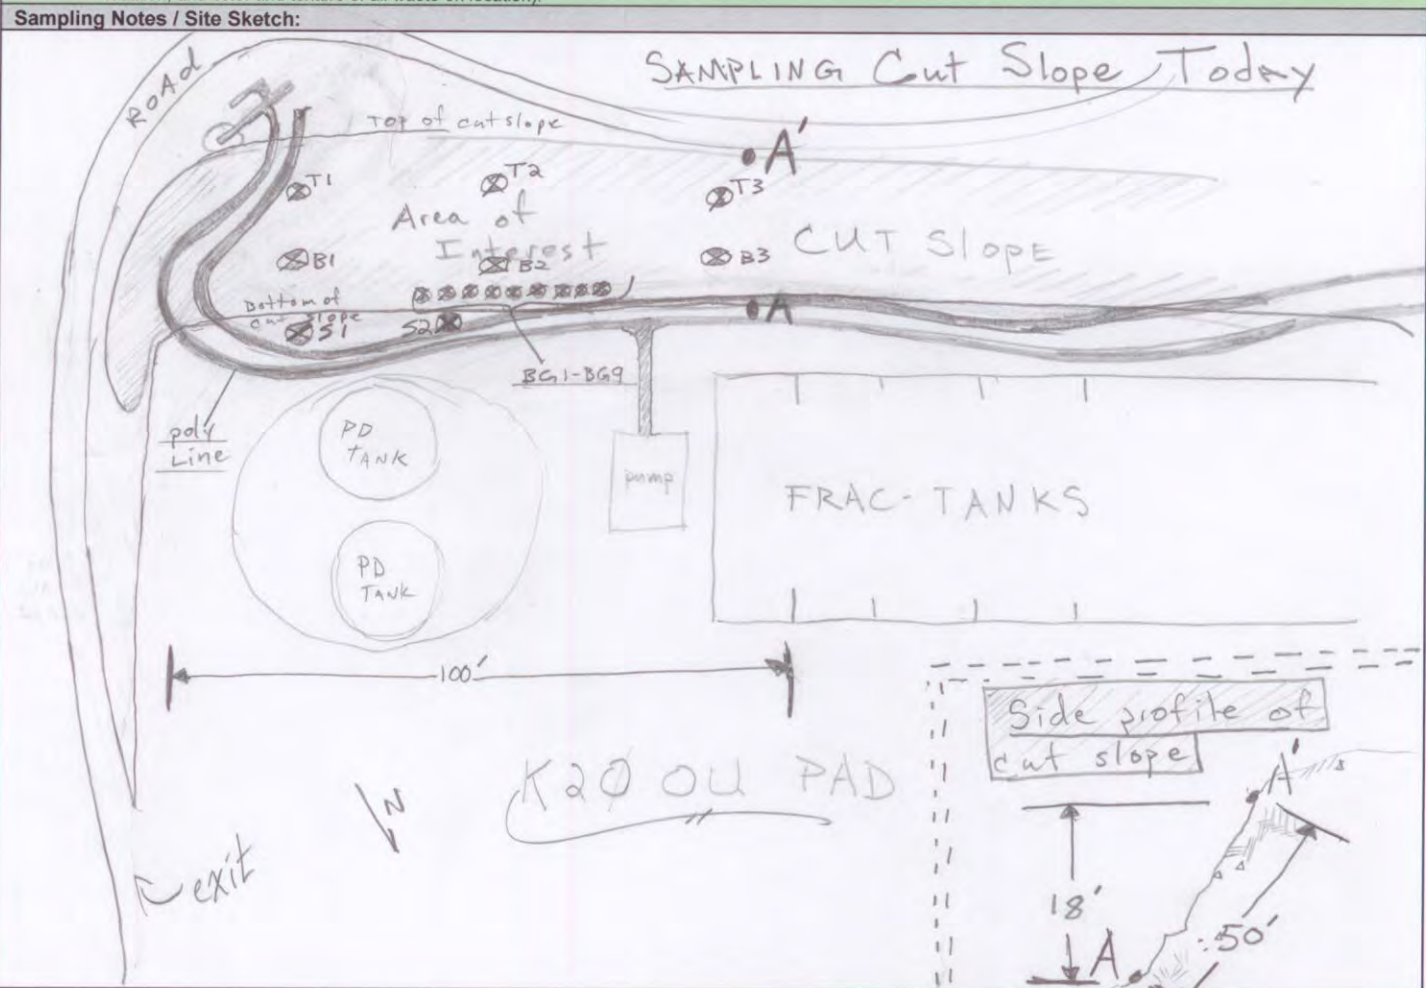 Sampling Notes / Site Sketch:
SAMPLING Cut Slope Today
ROAd
Top of cut slope
A'
T1
T2
T3
Area of
Interest
CUT Slope
B1
B2
B3
Bottom of
cut slope
S1
S2
A
BG1-BG9
poly
Line
PD
TANK
pump
FRAC-TANKS
PD
TANK
100'
Side profile of
cut slope
K20 OU PAD
N
exit
A'
18'
50'
A